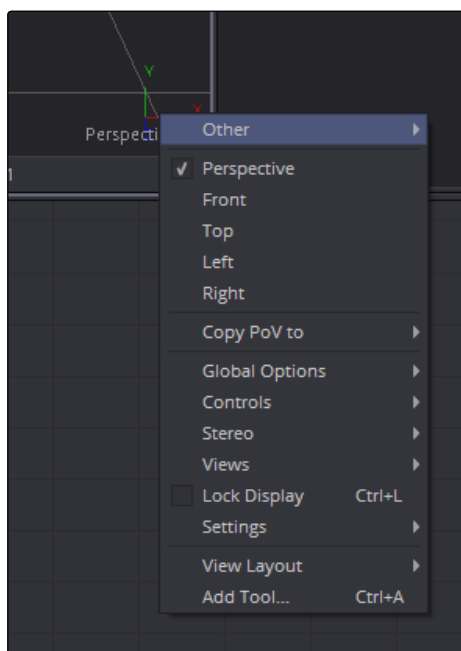 Y
X
Perspecti
Other
Perspective
Front
Top
Left
Right
Copy PoV to
Global Options
Controls
Stereo
Views
Lock Display Ctrl+L
Settings
View Layout
Add Tool... Ctrl+A